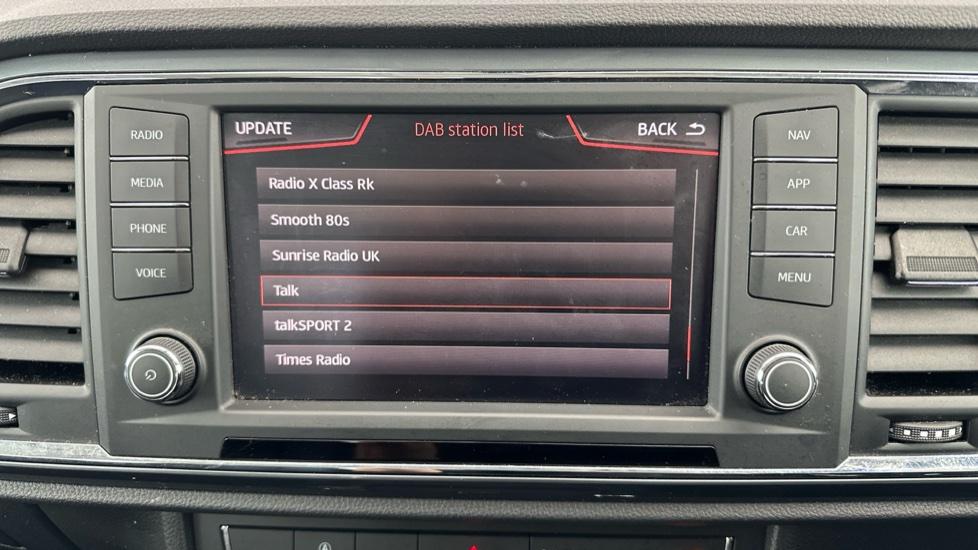 RADIO
MEDIA
PHONE
VOICE
UPDATE
DAB station list
BACK
Radio X Class Rk
Smooth 80s
Sunrise Radio UK
Talk
talkSPORT 2
Times Radio
NAV
APP
CAR
MENU
A